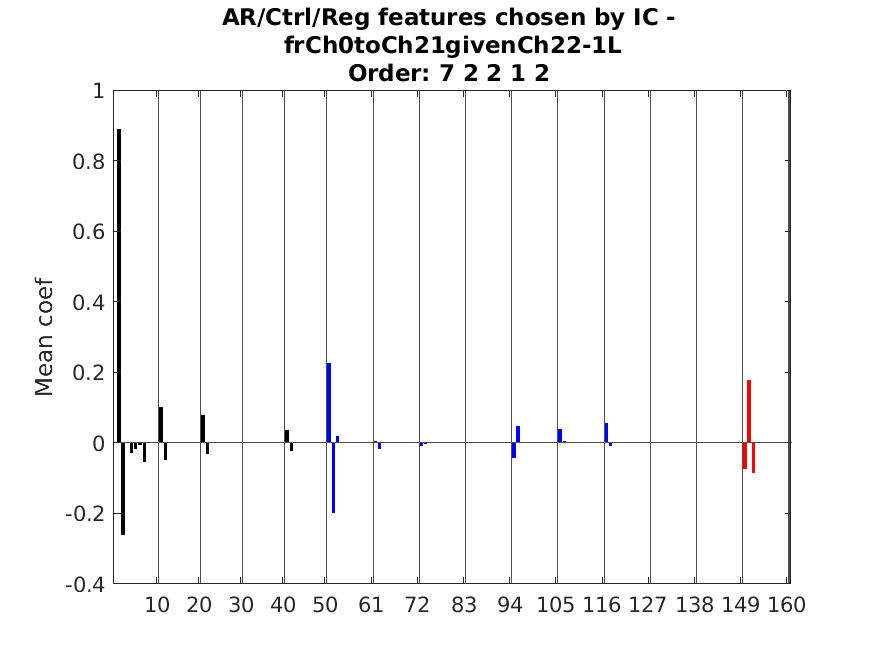 AR/Ctrl/Reg features chosen by IC -
frCh0toCh21givenCh22-1L
Order: 7 2 2 1 2
1
0.8
0.6
0.4
0.2
0
-0.2
-0.4
Mean coef
10 20 30 40 50 61 72 83 94 105 116 127 138 149 160